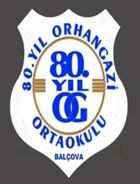 80. YIL ORHANGAZİ
80.
YIL
OG
ORTAOKULU
BALÇOVA